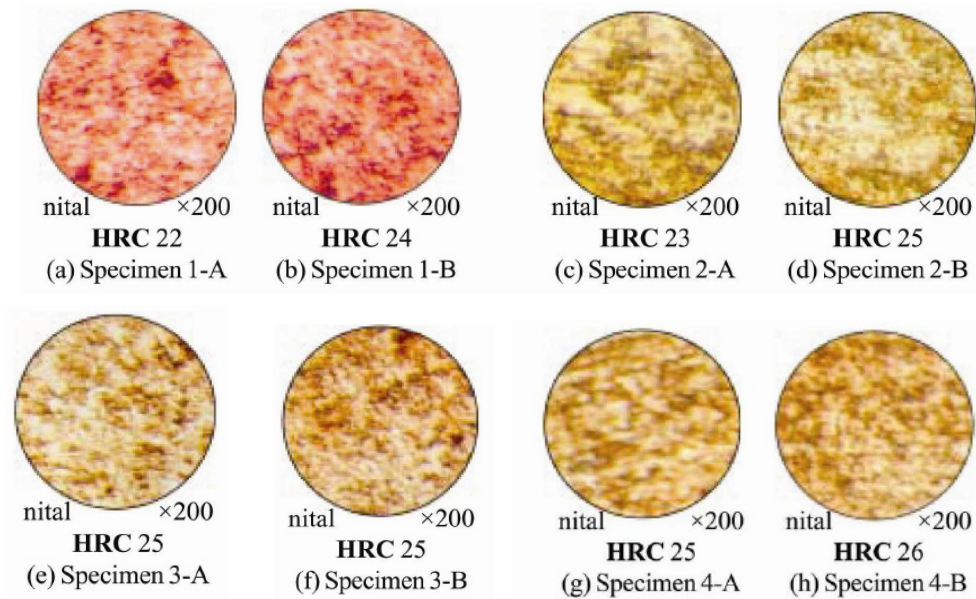 nital ×200
HRC 22
(a) Specimen 1-A
nital ×200
HRC 24
(b) Specimen 1-B
nital ×200
HRC 23
(c) Specimen 2-A
nital ×200
HRC 25
(d) Specimen 2-B
nital ×200
HRC 25
(e) Specimen 3-A
nital ×200
HRC 25
(f) Specimen 3-B
nital ×200
HRC 25
(g) Specimen 4-A
nital ×200
HRC 26
(h) Specimen 4-B